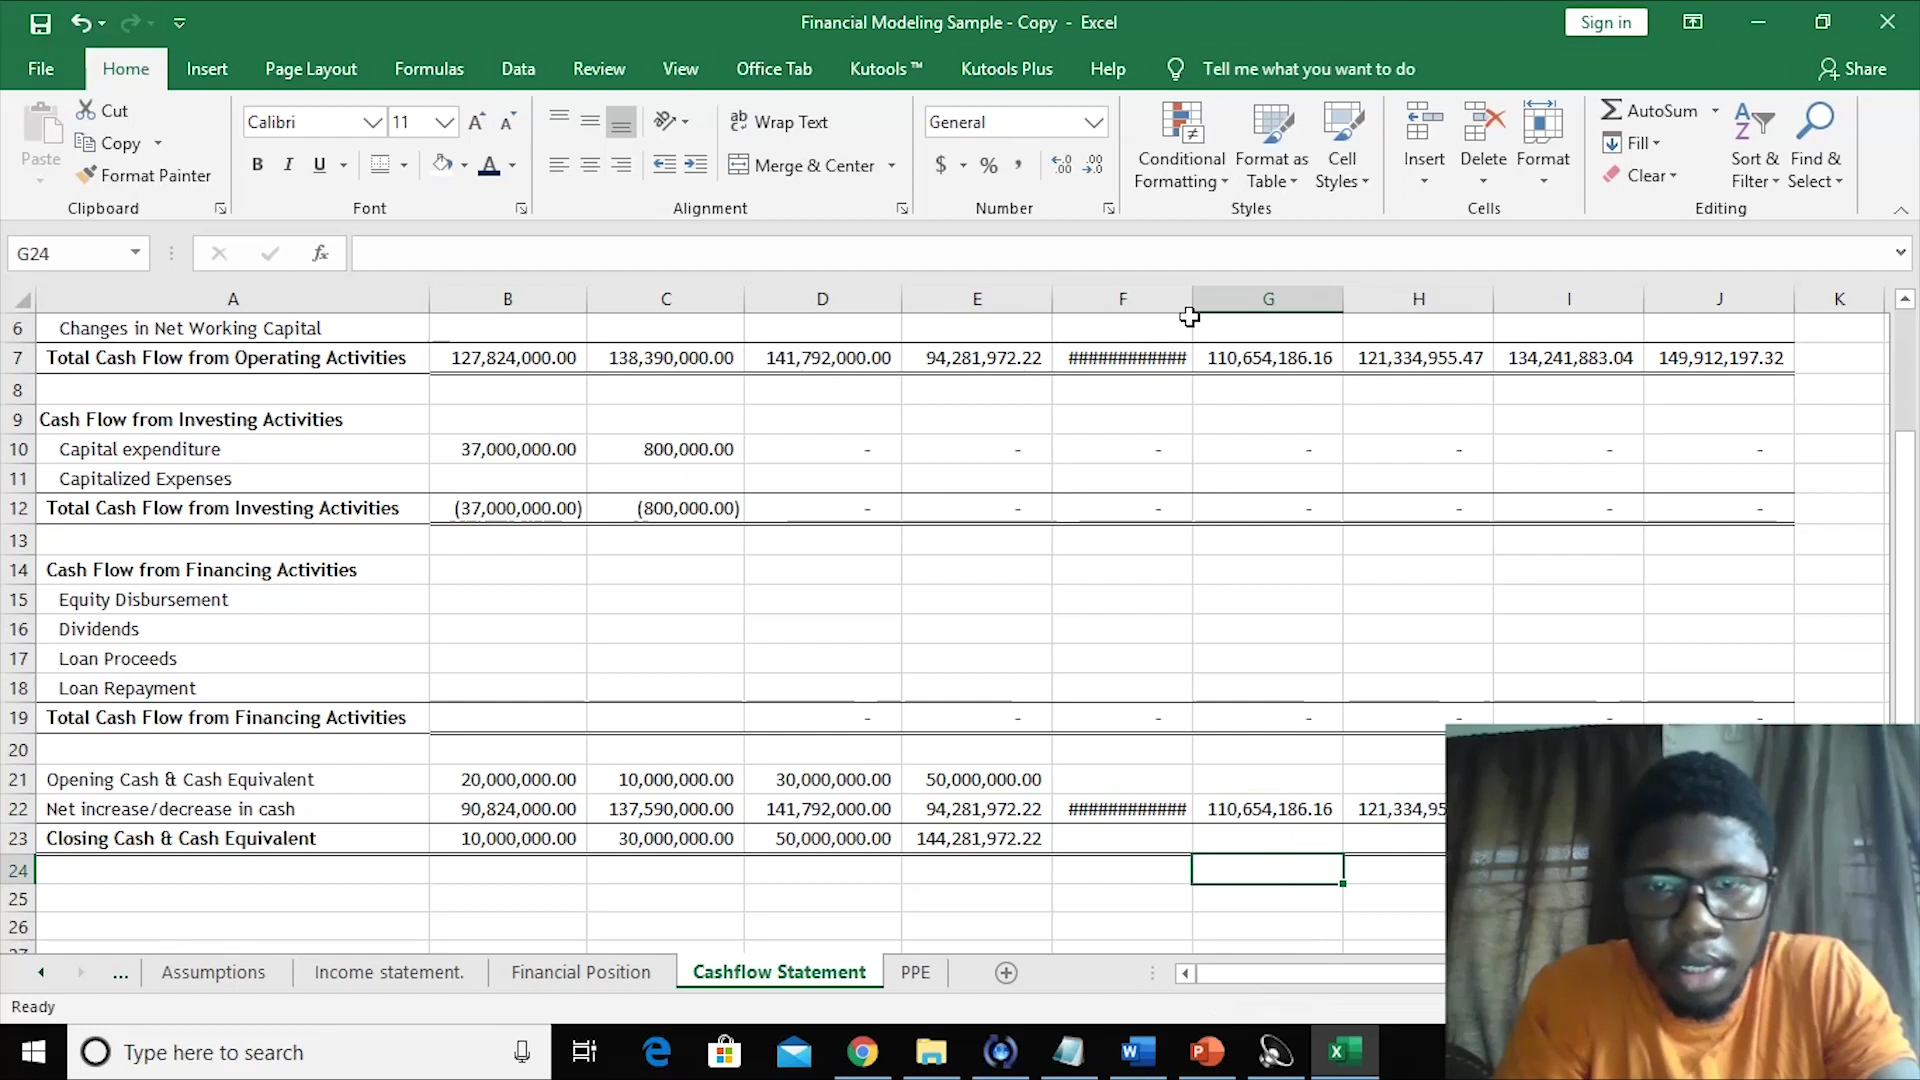 Financial Modeling Sample - Copy - Excel
Sign in
File Home Insert Page Layout Formulas Data Review View Office Tab Kutools ™ Kutools Plus Help Tell me what you want to do Share
Paste Cut Copy Format Painter
Calibri 11
B I U A
ab Wrap Text
Merge & Center
General
$ % ,
Conditional Formatting
Format as Table
Cell Styles
Insert Delete Format
AutoSum Fill Clear
Sort & Filter
Find & Select
Clipboard Font Alignment Number Styles Cells Editing
G24 fx
A B C D E F G H I J K
6 Changes in Net Working Capital
7 Total Cash Flow from Operating Activities 127,824,000.00 138,390,000.00 141,792,000.00 94,281,972.22 ############ 110,654,186.16 121,334,955.47 134,241,883.04 149,912,197.32
8
9 Cash Flow from Investing Activities
10 Capital expenditure 37,000,000.00 800,000.00 - - - - - - -
11 Capitalized Expenses
12 Total Cash Flow from Investing Activities (37,000,000.00) (800,000.00) - - - - - - -
13
14 Cash Flow from Financing Activities
15 Equity Disbursement
16 Dividends
17 Loan Proceeds
18 Loan Repayment
19 Total Cash Flow from Financing Activities - - - - - - -
20
21 Opening Cash & Cash Equivalent 20,000,000.00 10,000,000.00 30,000,000.00 50,000,000.00
22 Net increase/decrease in cash 90,824,000.00 137,590,000.00 141,792,000.00 94,281,972.22 ############ 110,654,186.16 121,334,95
23 Closing Cash & Cash Equivalent 10,000,000.00 30,000,000.00 50,000,000.00 144,281,972.22
24
25
26
... Assumptions Income statement. Financial Position Cashflow Statement PPE
Ready
Type here to search